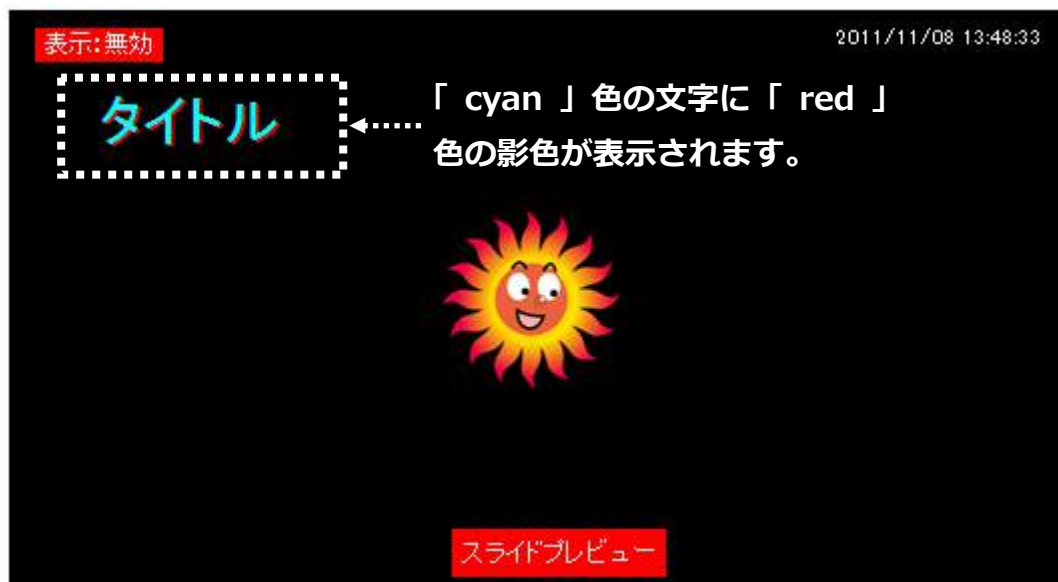 表示:無効
2011/11/08 13:48:33
タイトル
「 cyan 」色の文字に「 red 」
色の影色が表示されます。
スライドプレビュー